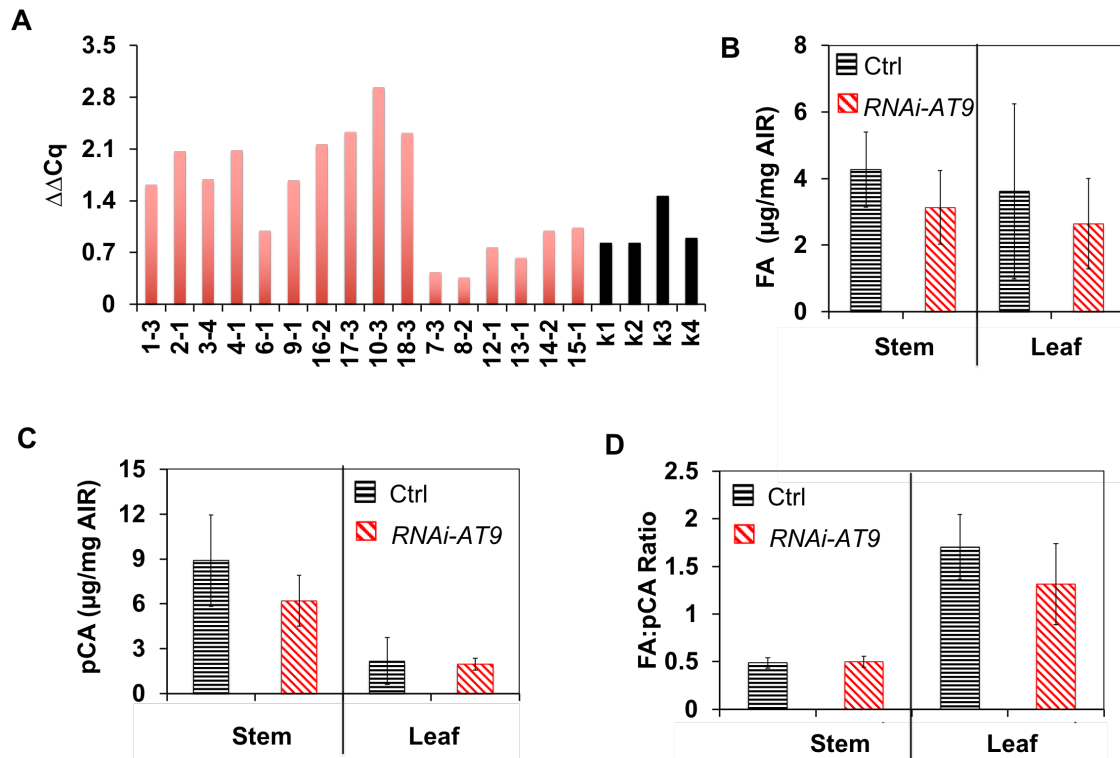 A
3.5
2.8
2.1
1.4
0.7
0
ΔΔCq
1-3
2-1
3-4
4-1
6-1
9-1
16-2
17-3
10-3
18-3
7-3
8-2
12-1
13-1
14-2
15-1
k1
k2
k3
k4
B
8
6
4
2
0
FA (µg/mg AIR)
Ctrl
RNAi-AT9
Stem
Leaf
C
15
12
9
6
3
0
pCA (µg/mg AIR)
Ctrl
RNAi-AT9
Stem
Leaf
D
2.5
2
1.5
1
0.5
0
FA:pCA Ratio
Ctrl
RNAi-AT9
Stem
Leaf